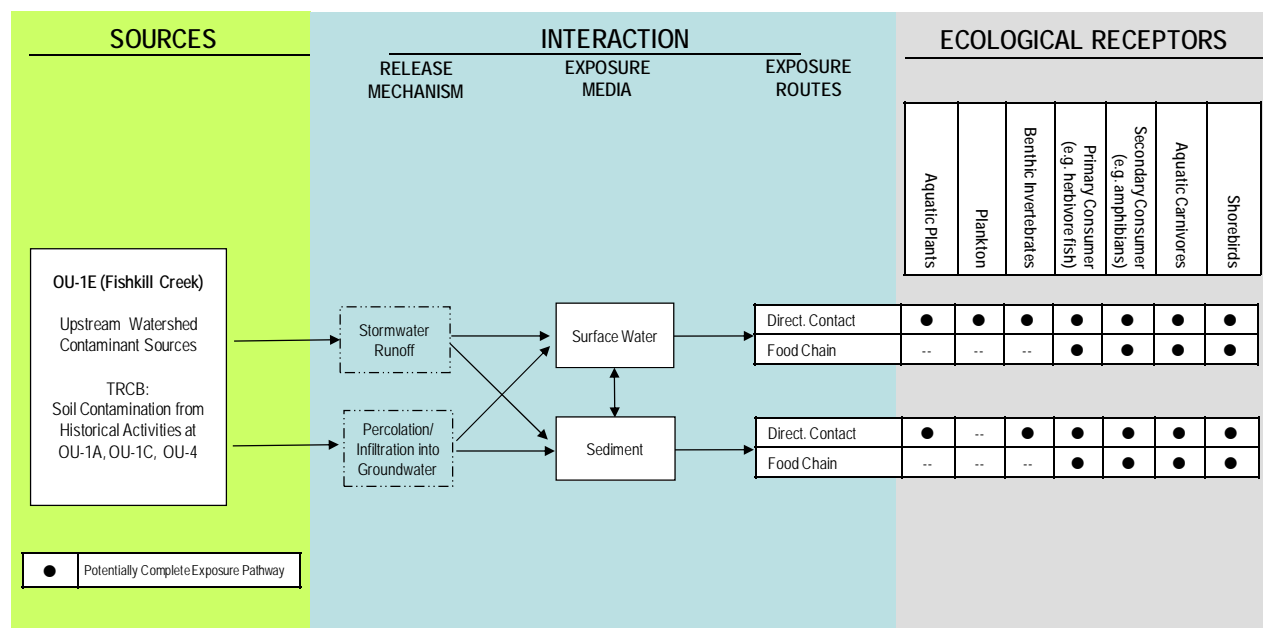 SOURCES
INTERACTION
ECOLOGICAL RECEPTORS
RELEASE
MECHANISM
EXPOSURE
MEDIA
EXPOSURE
ROUTES
Aquatic Plants
Plankton
Benthic Invertebrates
Primary Consumer
(e.g. herbivore fish)
Secondary Consumer
(e.g. amphibians)
Aquatic Carnivores
Shorebirds
OU-1E (Fishkill Creek)
Upstream Watershed
Contaminant Sources
TRCB:
Soil Contamination from
Historical Activities at
OU-1A, OU-1C, OU-4
Stormwater
Runoff
Percolation/
Infiltration into
Groundwater
Surface Water
Sediment
Direct. Contact ● ● ● ● ● ● ●
Food Chain -- -- -- ● ● ● ●
Direct. Contact ● -- ● ● ● ● ●
Food Chain -- -- -- ● ● ● ●
● Potentially Complete Exposure Pathway